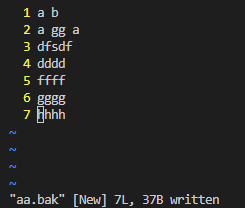 1 a b
2 a gg a
3 dfsdf
4 dddd
5 ffff
6 gggg
7 hhhh
~
~
~
~
"aa.bak" [New] 7L, 37B written